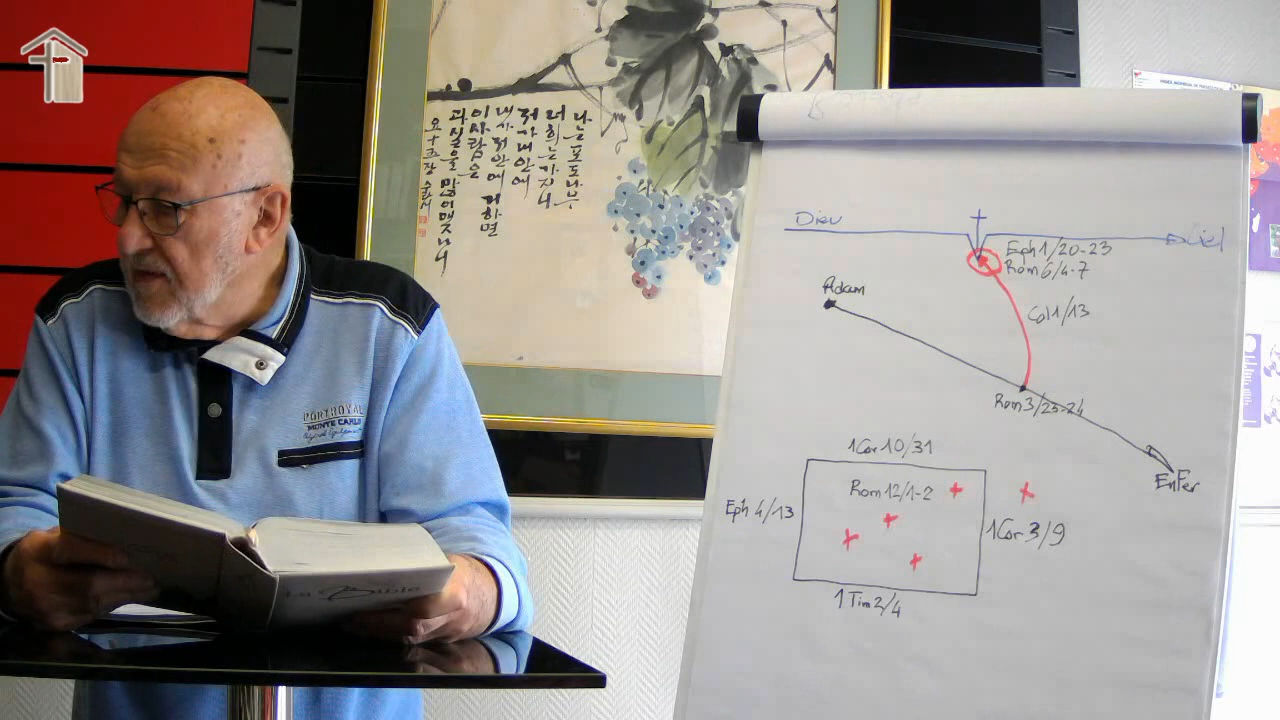 나는 포도나무
너희는 가지니
저가 내 안에
내가 저 안에 거하면
이 사람은
과실을 많이 맺나니
요 十五장
PORTROYAL
MONTE CARLO
La Bible
Dieu
Ciel
Eph 1/20-23
Rom 6/4-7
Adam
Col 1/13
Rom 3/23-24
Enfer
1Cor 10/31
Rom 12/1-2
Eph 4/13
1Cor 3/9
1Tim 2/4